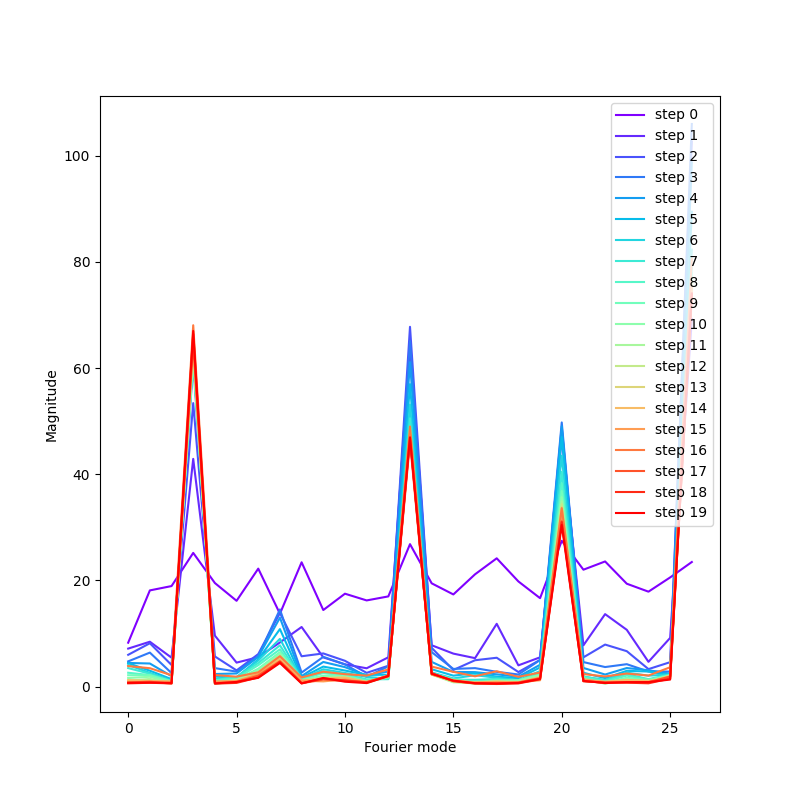 step 0
step 1
step 2
step 3
step 4
step 5
step 6
step 7
step 8
step 9
step 10
step 11
step 12
step 13
step 14
step 15
step 16
step 17
step 18
step 19
100
80
60
40
20
0
Magnitude
0 5 10 15 20 25
Fourier mode